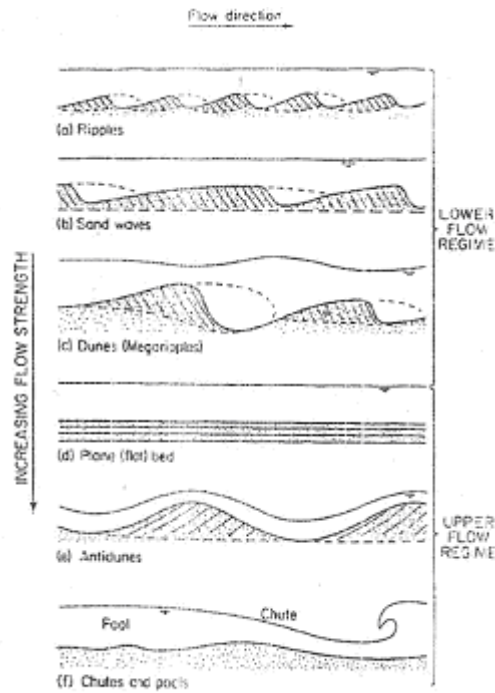 Flow direction
(a) Ripples
(b) Sand waves
LOWER
FLOW
REGIME
INCREASING FLOW STRENGTH
(c) Dunes (Megaripples)
(d) Plane (flat) bed
(e) Antidunes
UPPER
FLOW
REGIME
Pool
Chute
(f) Chutes and pools